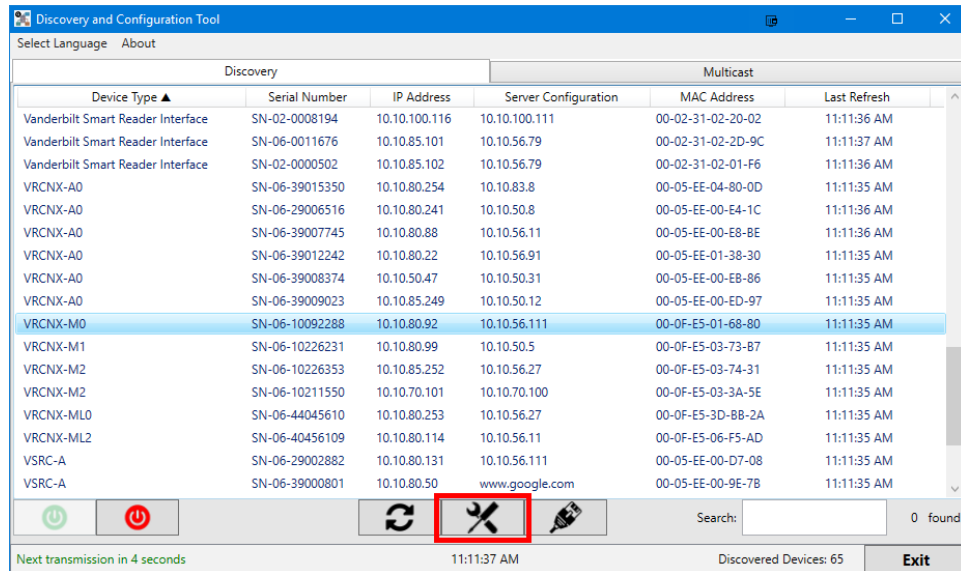 Discovery and Configuration Tool
Select Language About
Discovery Multicast
Device Type ▲ Serial Number IP Address Server Configuration MAC Address Last Refresh
Vanderbilt Smart Reader Interface SN-02-0008194 10.10.100.116 10.10.100.111 00-02-31-02-20-02 11:11:36 AM
Vanderbilt Smart Reader Interface SN-06-0011676 10.10.85.101 10.10.56.79 00-02-31-02-2D-9C 11:11:37 AM
Vanderbilt Smart Reader Interface SN-02-0000502 10.10.85.102 10.10.56.79 00-02-31-02-01-F6 11:11:36 AM
VRCNX-A0 SN-06-39015350 10.10.80.254 10.10.83.8 00-05-EE-04-80-0D 11:11:35 AM
VRCNX-A0 SN-06-29006516 10.10.80.241 10.10.50.8 00-05-EE-00-E4-1C 11:11:36 AM
VRCNX-A0 SN-06-39007745 10.10.80.88 10.10.56.11 00-05-EE-00-E8-BE 11:11:36 AM
VRCNX-A0 SN-06-39012242 10.10.80.22 10.10.56.91 00-05-EE-01-38-30 11:11:35 AM
VRCNX-A0 SN-06-39008374 10.10.50.47 10.10.50.31 00-05-EE-00-EB-86 11:11:35 AM
VRCNX-A0 SN-06-39009023 10.10.85.249 10.10.50.12 00-05-EE-00-ED-97 11:11:35 AM
VRCNX-M0 SN-06-10092288 10.10.80.92 10.10.56.111 00-0F-E5-01-68-80 11:11:35 AM
VRCNX-M1 SN-06-10226231 10.10.80.99 10.10.50.5 00-0F-E5-03-73-B7 11:11:35 AM
VRCNX-M2 SN-06-10226353 10.10.85.252 10.10.56.27 00-0F-E5-03-74-31 11:11:35 AM
VRCNX-M2 SN-06-10211550 10.10.70.101 10.10.70.100 00-0F-E5-03-3A-5E 11:11:35 AM
VRCNX-ML0 SN-06-44045610 10.10.80.253 10.10.56.27 00-0F-E5-3D-BB-2A 11:11:35 AM
VRCNX-ML2 SN-06-40456109 10.10.80.114 10.10.56.11 00-0F-E5-06-F5-AD 11:11:35 AM
VSRC-A SN-06-29002882 10.10.80.131 10.10.56.111 00-05-EE-00-D7-08 11:11:35 AM
VSRC-A SN-06-39000801 10.10.80.50 www.google.com 00-05-EE-00-9E-7B 11:11:35 AM
Search: 0 found
Next transmission in 4 seconds 11:11:37 AM Discovered Devices: 65 Exit